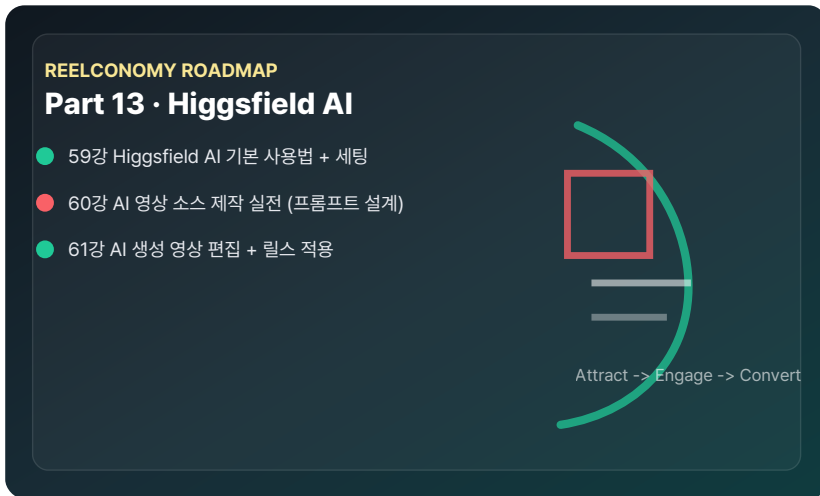 REELCONOMY ROADMAP
Part 13 · Higgsfield AI
59강 Higgsfield AI 기본 사용법 + 세팅
60강 AI 영상 소스 제작 실전 (프롬프트 설계)
61강 AI 생성 영상 편집 + 릴스 적용
Attract -> Engage -> Convert